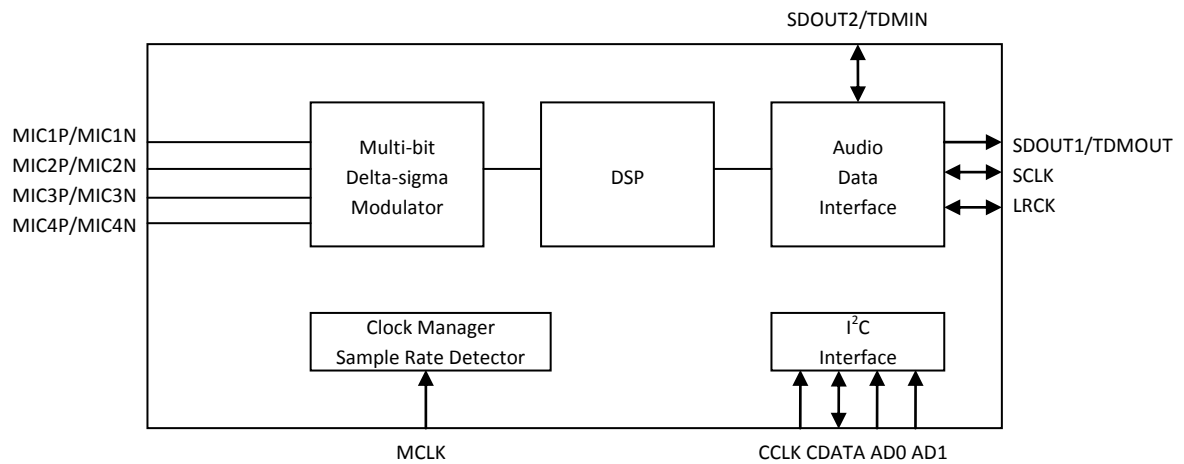 SDOUT2/TDMIN
MIC1P/MIC1N
MIC2P/MIC2N
MIC3P/MIC3N
MIC4P/MIC4N
Multi-bit
Delta-sigma
Modulator
DSP
Audio
Data
Interface
SDOUT1/TDMOUT
SCLK
LRCK
Clock Manager
Sample Rate Detector
I²C
Interface
MCLK
CCLK CDATA AD0 AD1